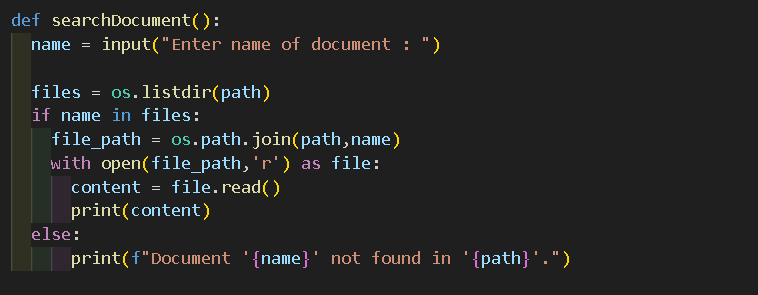 def searchDocument():
  name = input("Enter name of document : ")

  files = os.listdir(path)
  if name in files:
    file_path = os.path.join(path,name)
    with open(file_path,'r') as file:
      content = file.read()
      print(content)
  else:
      print(f"Document '{name}' not found in '{path}'.")